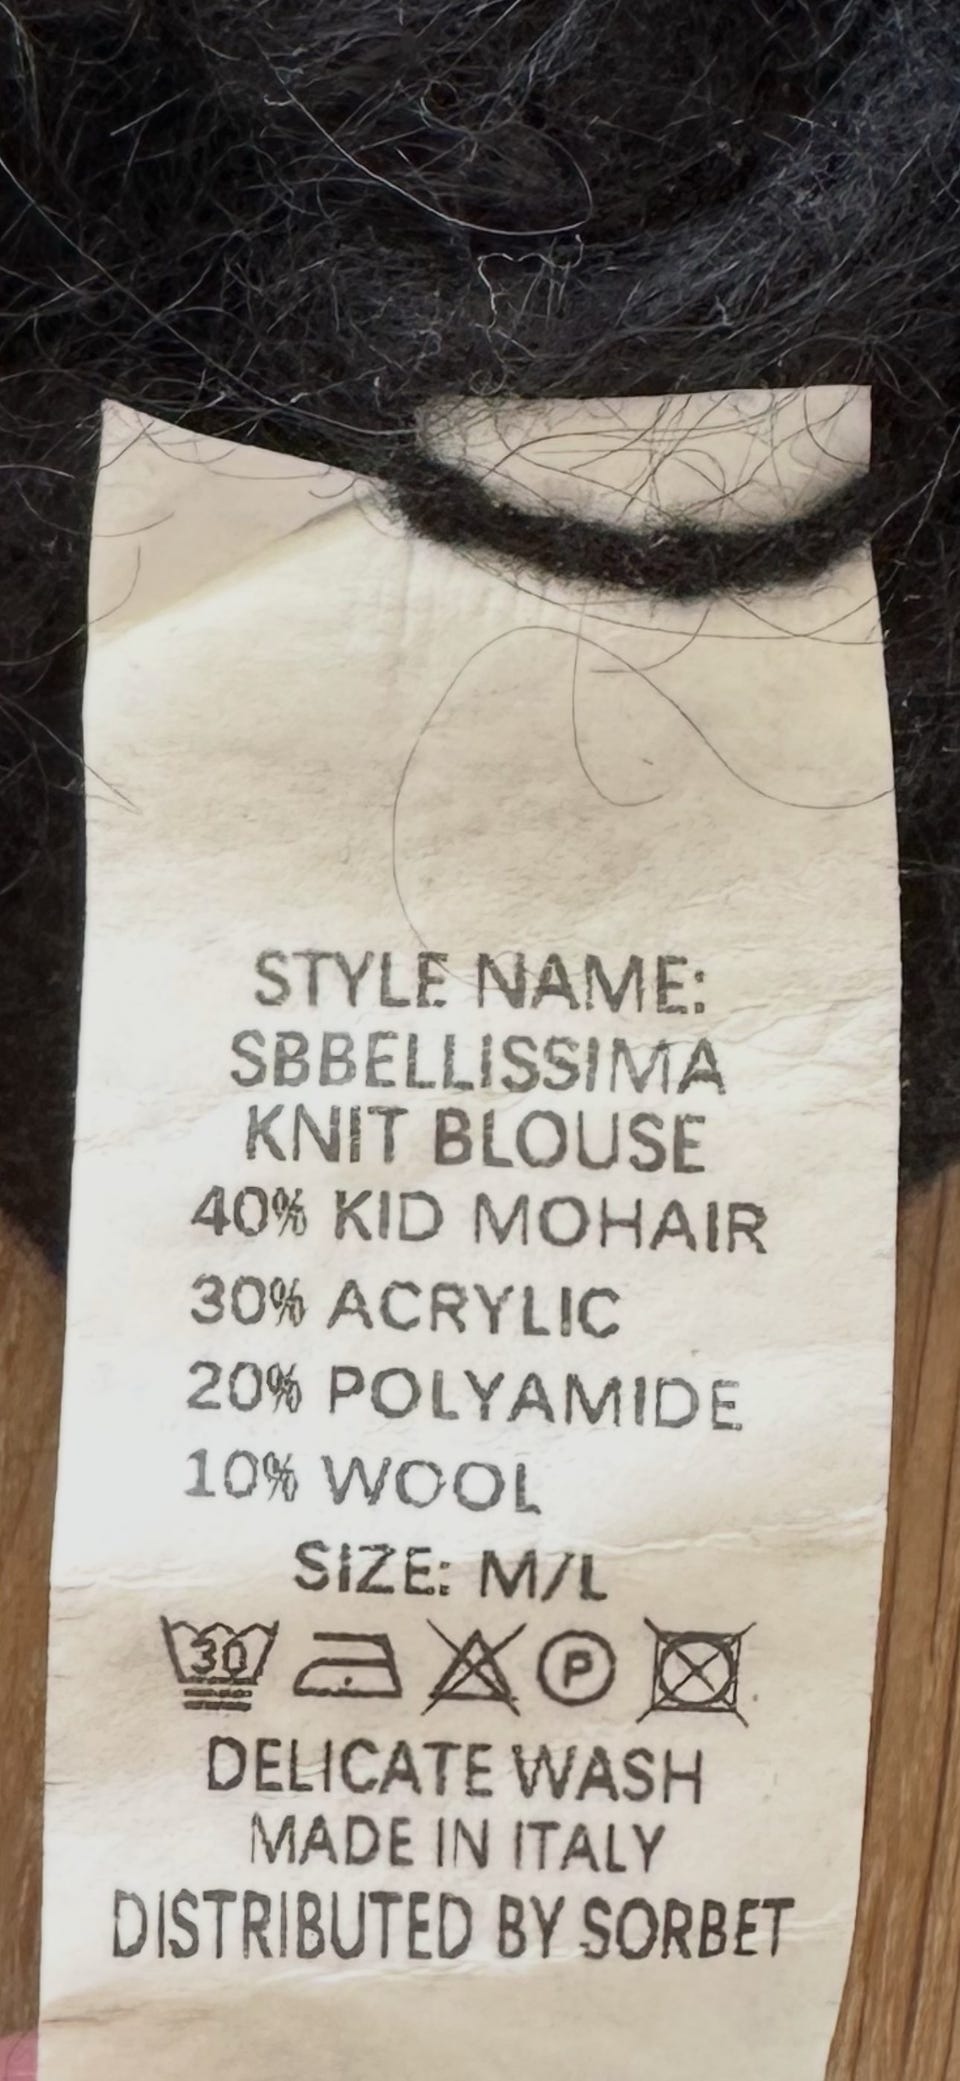 STYLE NAME:
SBBELLISSIMA
KNIT BLOUSE
40% KID MOHAIR
30% ACRYLIC
20% POLYAMIDE
10% WOOL
SIZE: M/L
30 P
DELICATE WASH
MADE IN ITALY
DISTRIBUTED BY SORBET